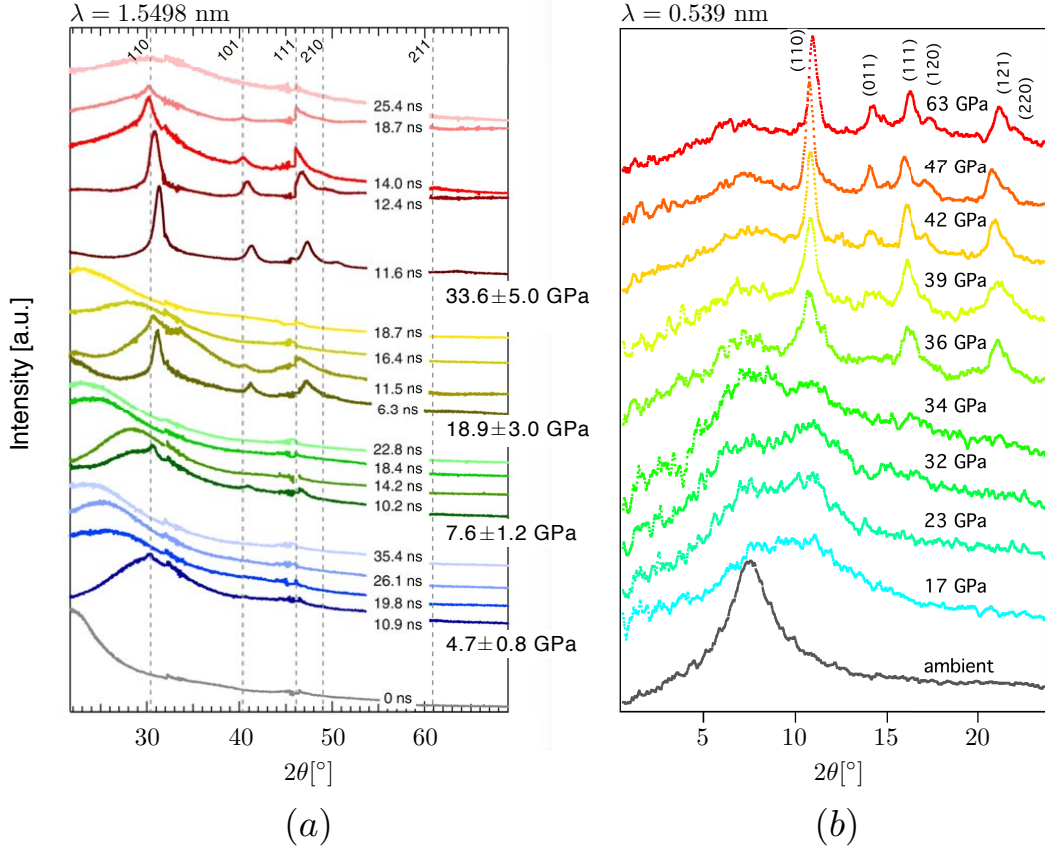 λ = 1.5498 nm
110
101
111
210
211
25.4 ns
18.7 ns
14.0 ns
12.4 ns
11.6 ns
33.6±5.0 GPa
18.7 ns
16.4 ns
11.5 ns
6.3 ns
18.9±3.0 GPa
22.8 ns
18.4 ns
14.2 ns
10.2 ns
7.6±1.2 GPa
35.4 ns
26.1 ns
19.8 ns
10.9 ns
4.7±0.8 GPa
0 ns
Intensity [a.u.]
30 40 50 60
2θ[°]
(a)
λ = 0.539 nm
(110)
(011)
(111)
(120)
(121)
(220)
63 GPa
47 GPa
42 GPa
39 GPa
36 GPa
34 GPa
32 GPa
23 GPa
17 GPa
ambient
5 10 15 20
2θ[°]
(b)